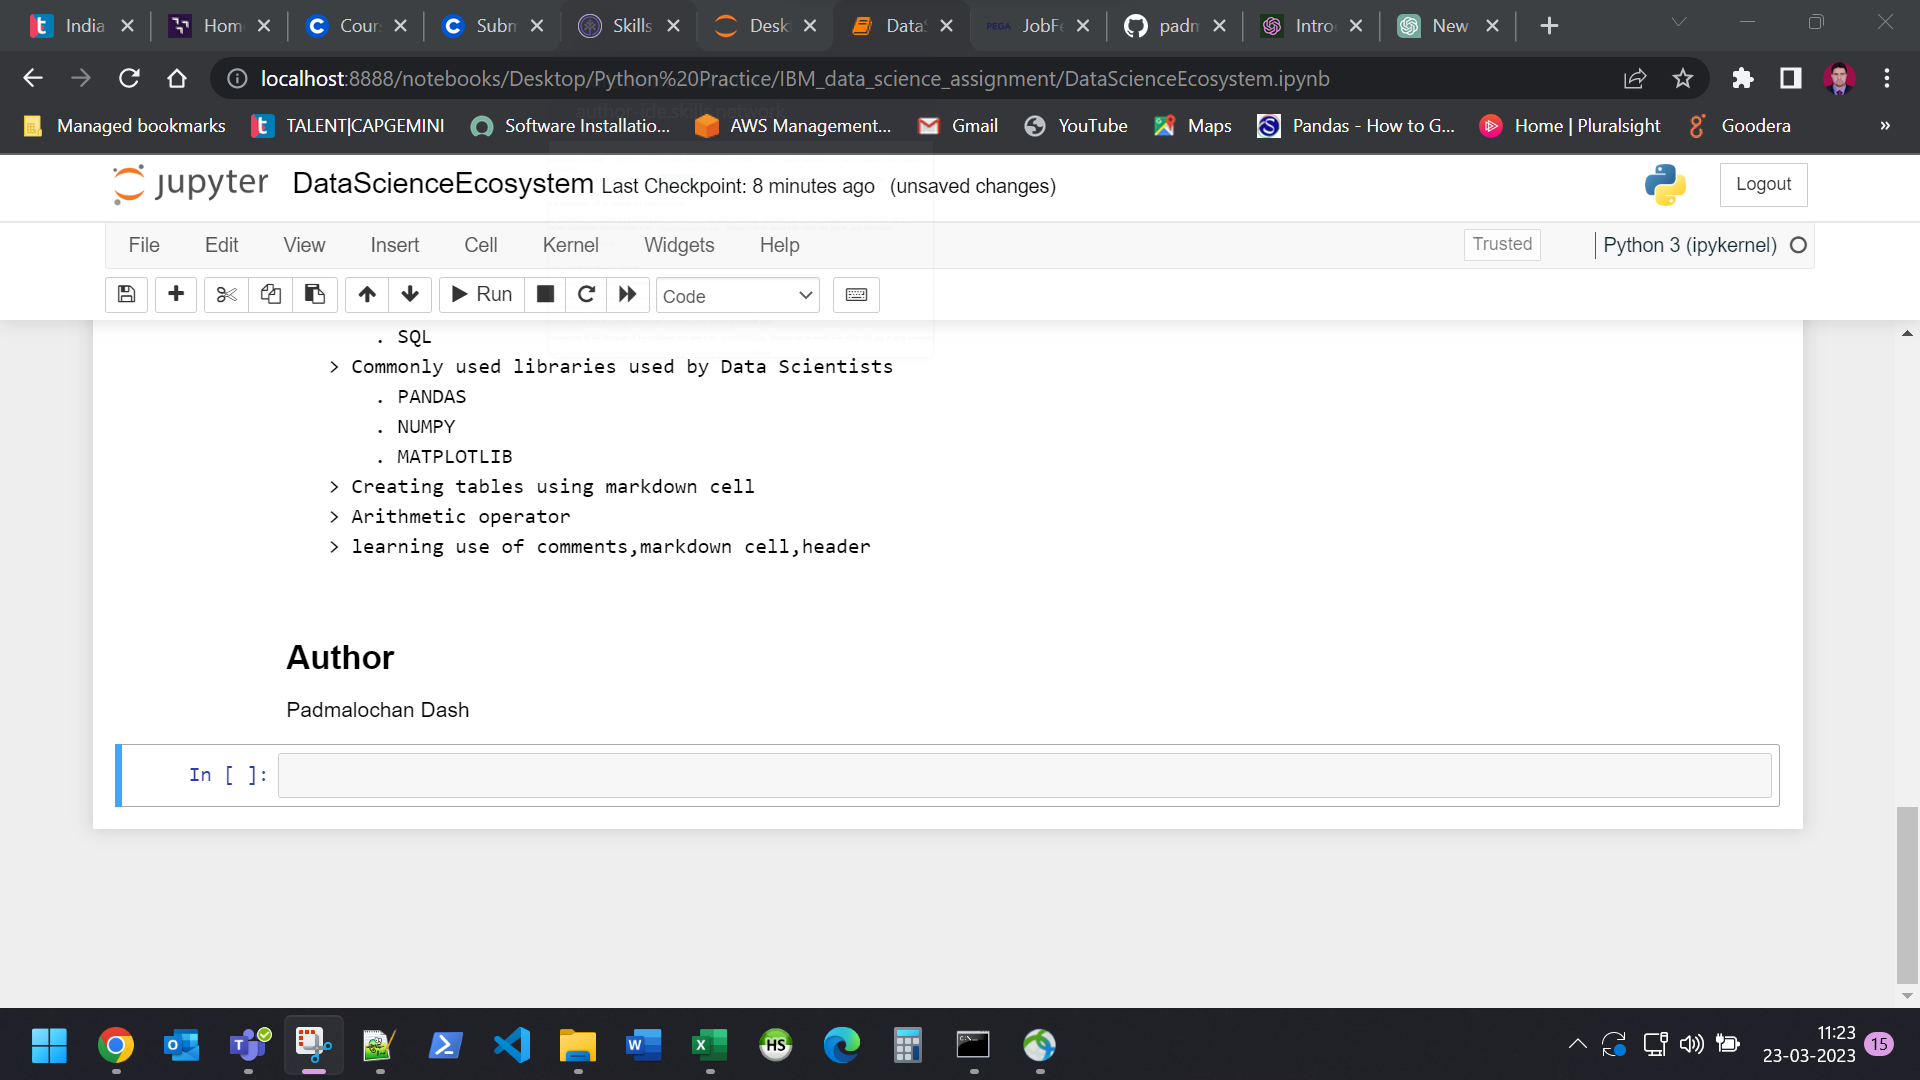 India
Hom
Cour
Subn
Skills
Desk
Data
PEGA JobFe
padn
Intro
New
localhost:8888/notebooks/Desktop/Python%20Practice/IBM_data_science_assignment/DataScienceEcosystem.ipynb
Managed bookmarks
TALENT|CAPGEMINI
Software Installatio...
AWS Management...
Gmail
YouTube
Maps
Pandas - How to G...
Home | Pluralsight
Goodera
»
jupyter DataScienceEcosystem Last Checkpoint: 8 minutes ago (unsaved changes)
Logout
File Edit View Insert Cell Kernel Widgets Help
Trusted
Python 3 (ipykernel)
Run
Code
. SQL
> Commonly used libraries used by Data Scientists
. PANDAS
. NUMPY
. MATPLOTLIB
> Creating tables using markdown cell
> Arithmetic operator
> learning use of comments,markdown cell,header
Author
Padmalochan Dash
In [ ]:
11:23
23-03-2023
15